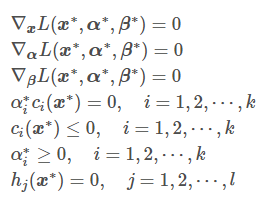 ∇ₓL(x*, α*, β*) = 0
∇_αL(x*, α*, β*) = 0
∇_βL(x*, α*, β*) = 0
α*ᵢcᵢ(x*) = 0, i = 1, 2, ⋯, k
cᵢ(x*) ≤ 0, i = 1, 2, ⋯, k
α*ᵢ ≥ 0, i = 1, 2, ⋯, k
hⱼ(x*) = 0, j = 1, 2, ⋯, l